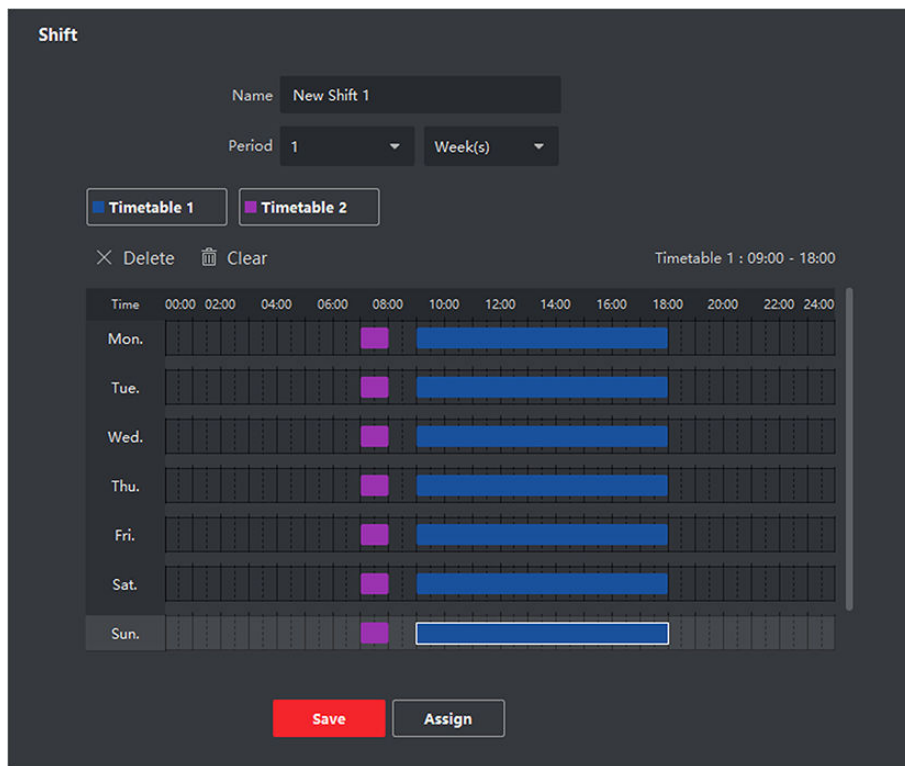 Shift
Name New Shift 1
Period 1 Week(s)
Timetable 1 Timetable 2
Delete Clear Timetable 1 : 09:00 - 18:00
Time 00:00 02:00 04:00 06:00 08:00 10:00 12:00 14:00 16:00 18:00 20:00 22:00 24:00
Mon.
Tue.
Wed.
Thu.
Fri.
Sat.
Sun.
Save Assign